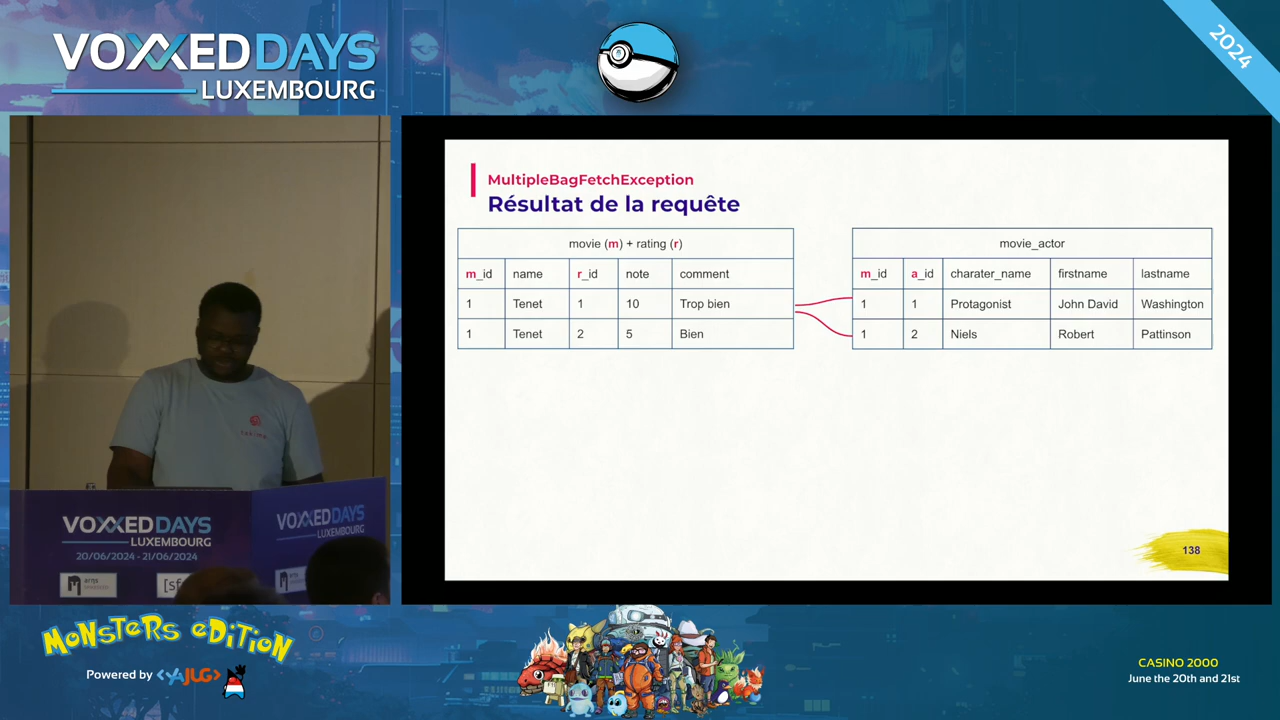 VOXXED DAYS
LUXEMBOURG
2024
MultipleBagFetchException
Résultat de la requête
movie (m) + rating (r)
m_id name r_id note comment
1 Tenet 1 10 Trop bien
1 Tenet 2 5 Bien
movie_actor
m_id a_id charater_name firstname lastname
1 1 Protagonist John David Washington
1 2 Niels Robert Pattinson
138
VOXXED DAYS
LUXEMBOURG
20/06/2024 - 21/06/2024
VOXXED DAYS
LUXEMBOURG
[sf
MONSTERS EDITION
Powered by <YAJUG>
CASINO 2000
June the 20th and 21st